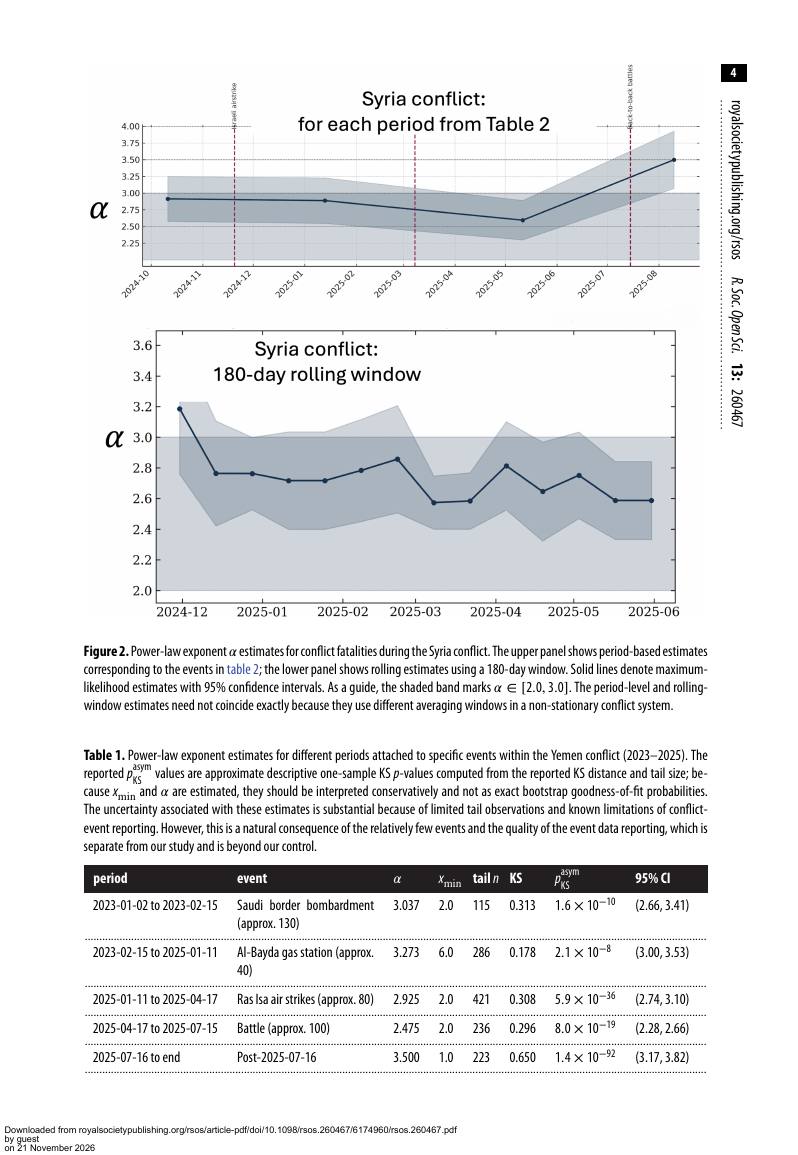 4
royalsocietypublishing.org/rsos R. Soc. Open Sci. 13: 260467
Syria conflict:
for each period from Table 2
Israeli airstrike
back-to-back battles
α
4.00
3.75
3.50
3.25
3.00
2.75
2.50
2.25
2024-10
2024-11
2024-12
2025-01
2025-02
2025-03
2025-04
2025-05
2025-06
2025-07
2025-08
Syria conflict:
180-day rolling window
α
3.6
3.4
3.2
3.0
2.8
2.6
2.4
2.2
2.0
2024-12 2025-01 2025-02 2025-03 2025-04 2025-05 2025-06
Figure 2. Power-law exponent α estimates for conflict fatalities during the Syria conflict. The upper panel shows period-based estimates
corresponding to the events in table 2; the lower panel shows rolling estimates using a 180-day window. Solid lines denote maximum-
likelihood estimates with 95% confidence intervals. As a guide, the shaded band marks α ∈ [2.0, 3.0]. The period-level and rolling-
window estimates need not coincide exactly because they use different averaging windows in a non-stationary conflict system.
Table 1. Power-law exponent estimates for different periods attached to specific events within the Yemen conflict (2023–2025). The
reported p_KS^asym values are approximate descriptive one-sample KS p-values computed from the reported KS distance and tail size; be-
cause x_min and α are estimated, they should be interpreted conservatively and not as exact bootstrap goodness-of-fit probabilities.
The uncertainty associated with these estimates is substantial because of limited tail observations and known limitations of conflict-
event reporting. However, this is a natural consequence of the relatively few events and the quality of the event data reporting, which is
separate from our study and is beyond our control.
period event α x_min tail n KS p_KS^asym 95% CI
2023-01-02 to 2023-02-15 Saudi border bombardment 3.037 2.0 115 0.313 1.6 × 10^−10 (2.66, 3.41)
(approx. 130)
2023-02-15 to 2025-01-11 Al-Bayda gas station (approx. 3.273 6.0 286 0.178 2.1 × 10^−8 (3.00, 3.53)
40)
2025-01-11 to 2025-04-17 Ras Isa air strikes (approx. 80) 2.925 2.0 421 0.308 5.9 × 10^−36 (2.74, 3.10)
2025-04-17 to 2025-07-15 Battle (approx. 100) 2.475 2.0 236 0.296 8.0 × 10^−19 (2.28, 2.66)
2025-07-16 to end Post-2025-07-16 3.500 1.0 223 0.650 1.4 × 10^−92 (3.17, 3.82)
Downloaded from royalsocietypublishing.org/rsos/article-pdf/doi/10.1098/rsos.260467/6174960/rsos.260467.pdf
by guest
on 21 November 2026